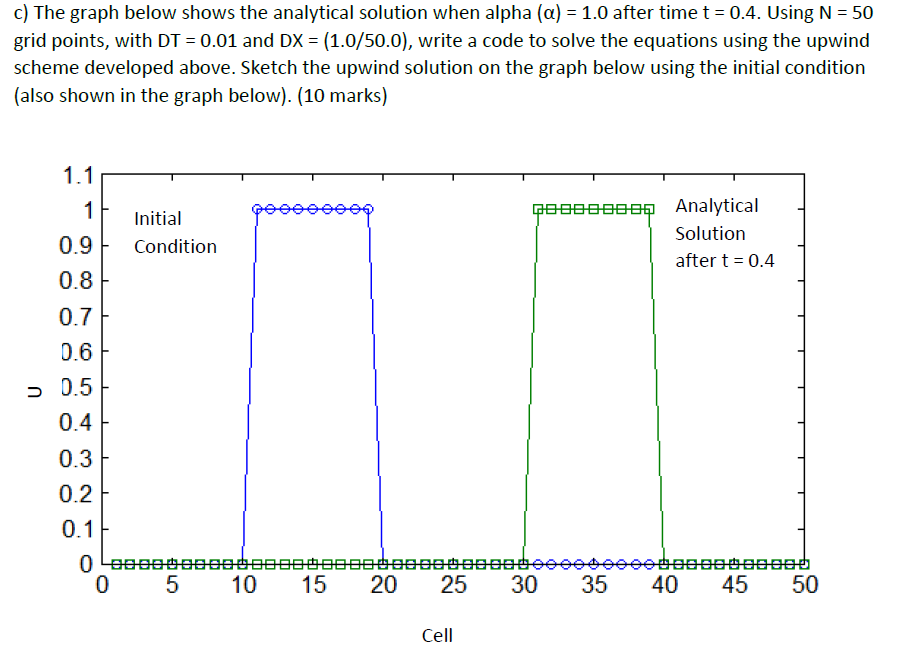 c) The graph below shows the analytical solution when alpha (α) = 1.0 after time t = 0.4. Using N = 50
grid points, with DT = 0.01 and DX = (1.0/50.0), write a code to solve the equations using the upwind
scheme developed above. Sketch the upwind solution on the graph below using the initial condition
(also shown in the graph below). (10 marks)
1.1
1
0.9
0.8
0.7
0.6
0.5
0.4
0.3
0.2
0.1
0
U
Initial
Condition
Analytical
Solution
after t = 0.4
0 5 10 15 20 25 30 35 40 45 50
Cell